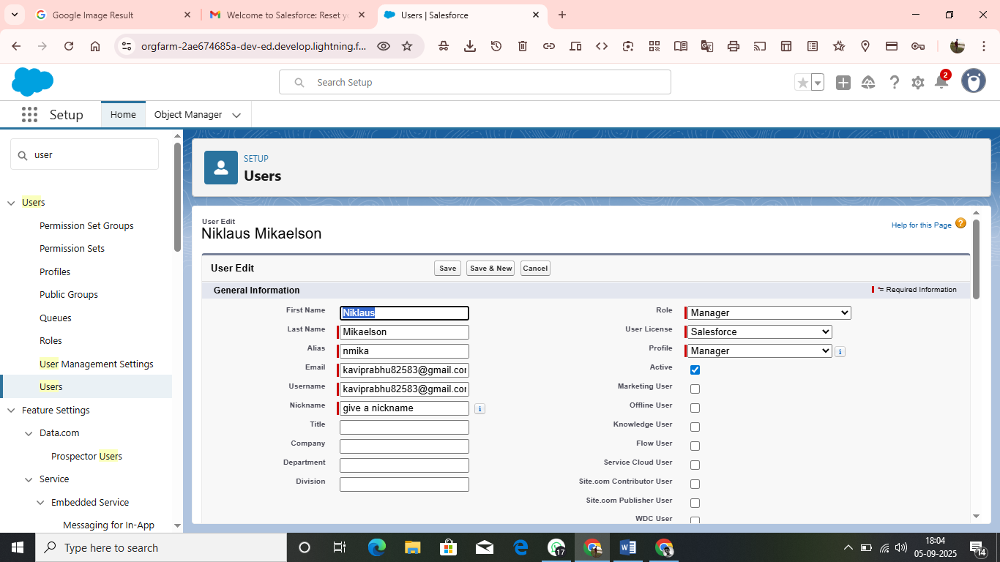 Google Image Result
Welcome to Salesforce: Reset yo
Users | Salesforce
orgfarm-2ae674685a-dev-ed.develop.lightning.f...
Search Setup
2
Setup
Home
Object Manager
user
Users
Permission Set Groups
Permission Sets
Profiles
Public Groups
Queues
Roles
User Management Settings
Users
Feature Settings
Data.com
Prospector Users
Service
Embedded Service
Messaging for In-App
SETUP
Users
User Edit
Niklaus Mikaelson
Help for this Page ?
User Edit
Save
Save & New
Cancel
General Information
= Required Information
First Name Niklaus
Last Name Mikaelson
Alias nmika
Email kaviprabhu82583@gmail.cor
Username kaviprabhu82583@gmail.cor
Nickname give a nickname i
Title
Company
Department
Division
Role Manager
User License Salesforce
Profile Manager i
Active
Marketing User
Offline User
Knowledge User
Flow User
Service Cloud User
Site.com Contributor User
Site.com Publisher User
WDC User
Type here to search
17
18:04
05-09-2025
14